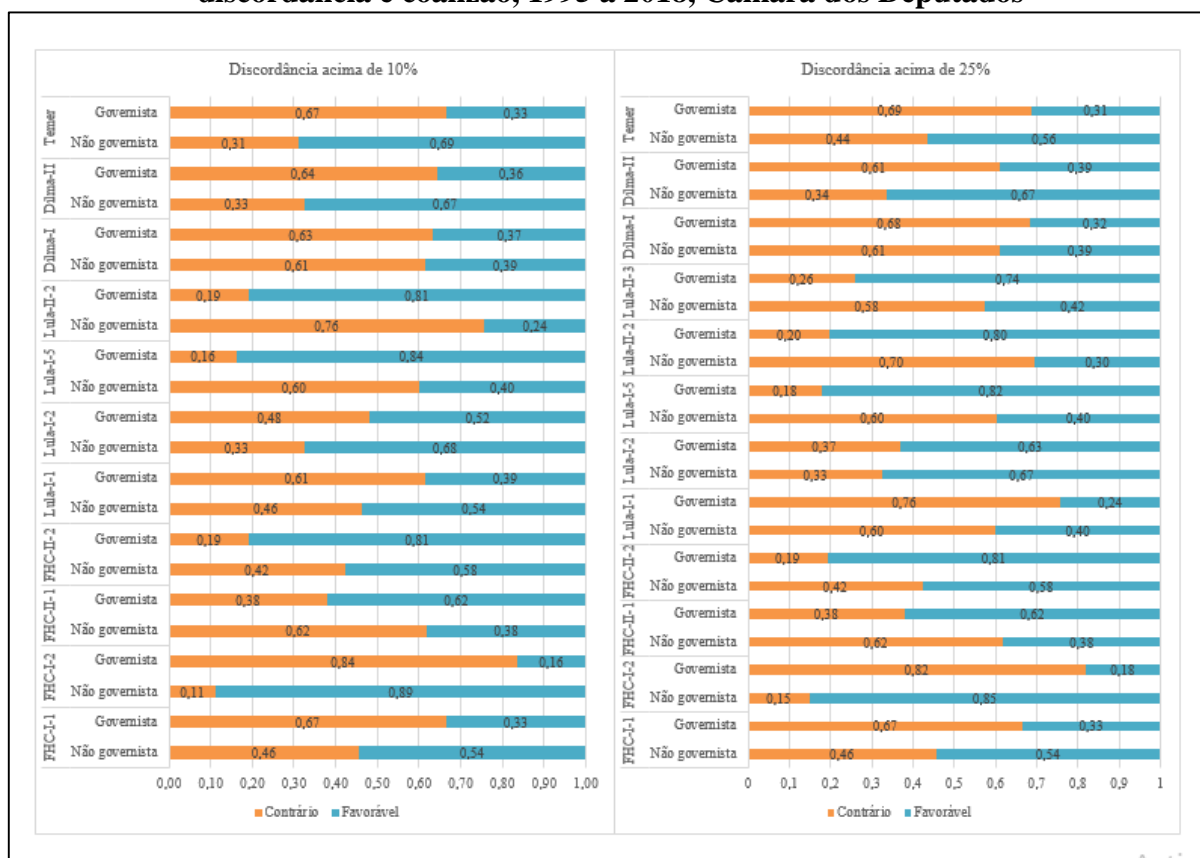 discordância e coalizão, 1995 a 2018, Câmara dos Deputados
Discordância acima de 10%
Temer
Governista 0,67 0,33
Não governista 0,31 0,69
Dilma-II
Governista 0,64 0,36
Não governista 0,33 0,67
Dilma-I
Governista 0,63 0,37
Não governista 0,61 0,39
Lula-II-2
Governista 0,19 0,81
Não governista 0,76 0,24
Lula-I-5
Governista 0,16 0,84
Não governista 0,60 0,40
Lula-I-2
Governista 0,48 0,52
Não governista 0,33 0,68
Lula-I-1
Governista 0,61 0,39
Não governista 0,46 0,54
FHC-II-2
Governista 0,19 0,81
Não governista 0,42 0,58
FHC-II-1
Governista 0,38 0,62
Não governista 0,62 0,38
FHC-I-2
Governista 0,84 0,16
Não governista 0,11 0,89
FHC-I-1
Governista 0,67 0,33
Não governista 0,46 0,54
0,00 0,10 0,20 0,30 0,40 0,50 0,60 0,70 0,80 0,90 1,00
Contrário Favorável
Discordância acima de 25%
Temer
Governista 0,69 0,31
Não governista 0,44 0,56
Dilma-II
Governista 0,61 0,39
Não governista 0,34 0,67
Dilma-I
Governista 0,68 0,32
Não governista 0,61 0,39
Lula-II-3
Governista 0,26 0,74
Não governista 0,58 0,42
Lula-II-2
Governista 0,20 0,80
Não governista 0,70 0,30
Lula-I-5
Governista 0,18 0,82
Não governista 0,60 0,40
Lula-I-2
Governista 0,37 0,63
Não governista 0,33 0,67
Lula-I-1
Governista 0,76 0,24
Não governista 0,60 0,40
FHC-II-2
Governista 0,19 0,81
Não governista 0,42 0,58
FHC-II-1
Governista 0,38 0,62
Não governista 0,62 0,38
FHC-I-2
Governista 0,82 0,18
Não governista 0,15 0,85
FHC-I-1
Governista 0,67 0,33
Não governista 0,46 0,54
0 0,1 0,2 0,3 0,4 0,5 0,6 0,7 0,8 0,9 1
Contrário Favorável